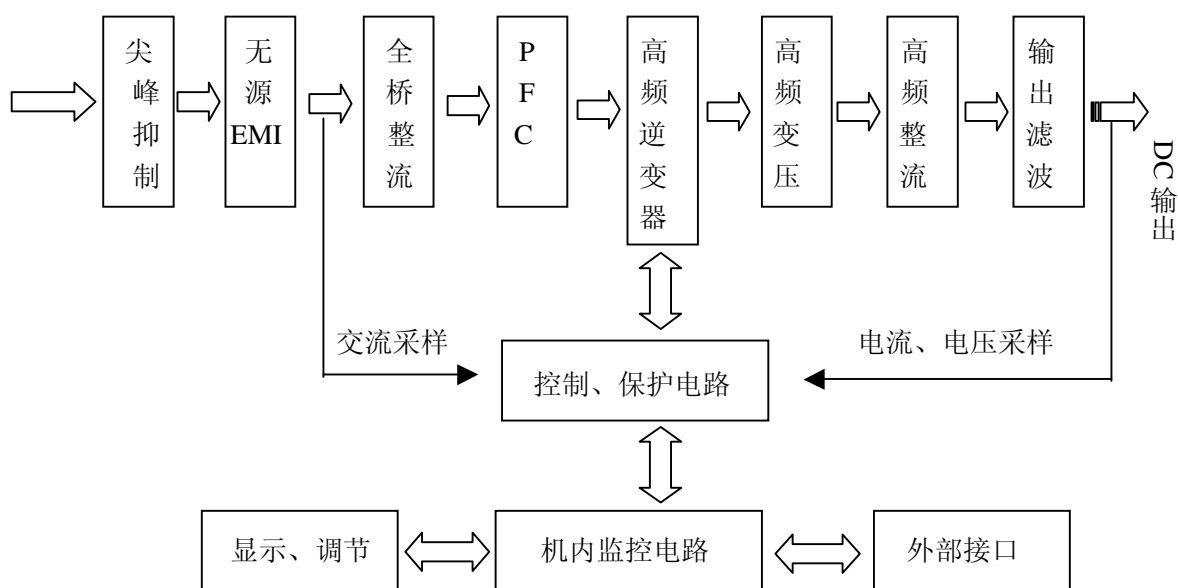 尖峰抑制
无源EMI
全桥整流
PFC
高频逆变器
高频变压
高频整流
输出滤波
DC 输出
交流采样
电流、电压采样
控制、保护电路
显示、调节
机内监控电路
外部接口